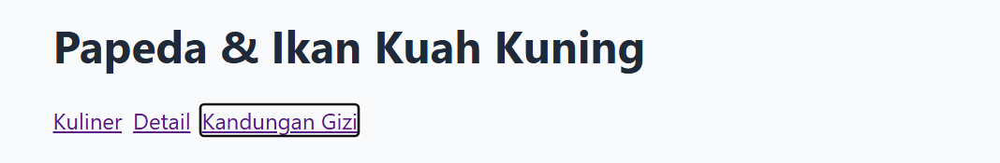 Papeda & Ikan Kuah Kuning
Kuliner Detail Kandungan Gizi